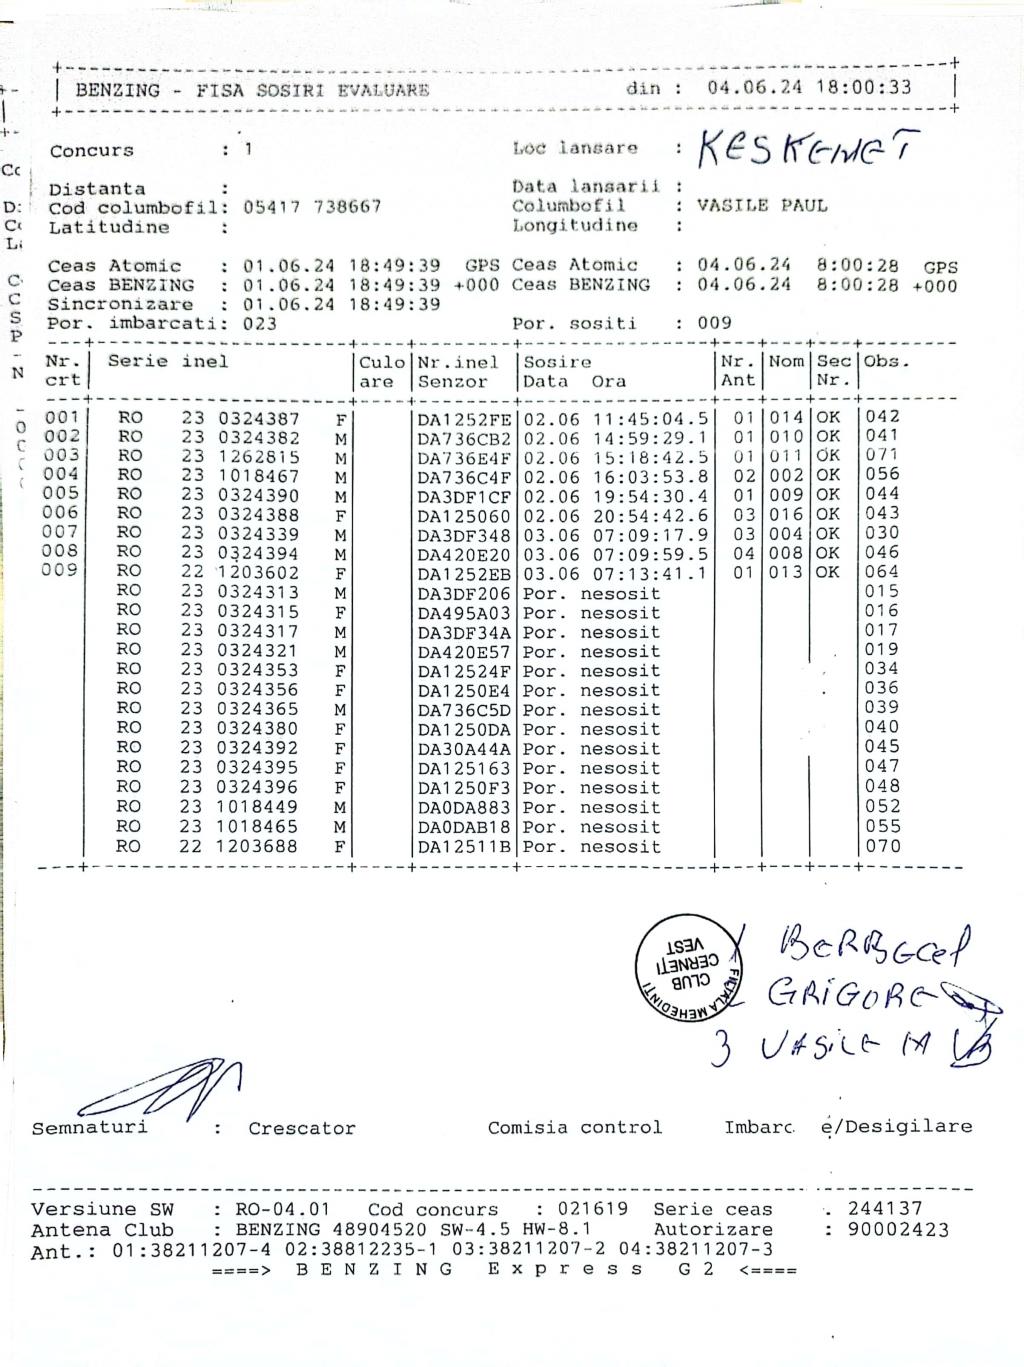 BENZING - FISA SOSIRI EVALUARE din : 04.06.24 18:00:33
Concurs : 1 Loc lansare : KESKEMET
Distanta : Data lansarii :
Cod columbofil: 05417 738667 Columbofil : VASILE PAUL
Latitudine : Longitudine :
Ceas Atomic : 01.06.24 18:49:39 GPS Ceas Atomic : 04.06.24 8:00:28 GPS
Ceas BENZING : 01.06.24 18:49:39 +000 Ceas BENZING : 04.06.24 8:00:28 +000
Sincronizare : 01.06.24 18:49:39
Por. imbarcati: 023 Por. sositi : 009
Nr. Serie inel Culo Nr.inel Sosire Nr. Nom Sec Obs.
crt are Senzor Data Ora Ant Nr.
001 RO 23 0324387 F DA1252FE 02.06 11:45:04.5 01 014 OK 042
002 RO 23 0324382 M DA736CB2 02.06 14:59:29.1 01 010 OK 041
003 RO 23 1262815 M DA736E4F 02.06 15:18:42.5 01 011 OK 071
004 RO 23 1018467 M DA736C4F 02.06 16:03:53.8 02 002 OK 056
005 RO 23 0324390 M DA3DF1CF 02.06 19:54:30.4 01 009 OK 044
006 RO 23 0324388 F DA125060 02.06 20:54:42.6 03 016 OK 043
007 RO 23 0324339 M DA3DF348 03.06 07:09:17.9 03 004 OK 030
008 RO 23 0324394 M DA420E20 03.06 07:09:59.5 04 008 OK 046
009 RO 22 1203602 F DA1252EB 03.06 07:13:41.1 01 013 OK 064
RO 23 0324313 M DA3DF206 Por. nesosit 015
RO 23 0324315 F DA495A03 Por. nesosit 016
RO 23 0324317 M DA3DF34A Por. nesosit 017
RO 23 0324321 M DA420E57 Por. nesosit 019
RO 23 0324353 F DA12524F Por. nesosit 034
RO 23 0324356 F DA1250E4 Por. nesosit 036
RO 23 0324365 M DA736C5D Por. nesosit 039
RO 23 0324380 F DA1250DA Por. nesosit 040
RO 23 0324392 F DA30A44A Por. nesosit 045
RO 23 0324395 F DA125163 Por. nesosit 047
RO 23 0324396 F DA1250F3 Por. nesosit 048
RO 23 1018449 M DA0DA883 Por. nesosit 052
RO 23 1018465 M DA0DAB18 Por. nesosit 055
RO 22 1203688 F DA12511B Por. nesosit 070
CLUB
CERNETI
VEST
FILIALA MEHEDINTI
GRIGORE
3 VASILE M
Semnaturi : Crescator Comisia control Imbarc e/Desigilare
Versiune SW : RO-04.01 Cod concurs : 021619 Serie ceas . 244137
Antena Club : BENZING 48904520 SW-4.5 HW-8.1 Autorizare : 90002423
Ant.: 01:38211207-4 02:38812235-1 03:38211207-2 04:38211207-3
====> BENZING Express G2 <====